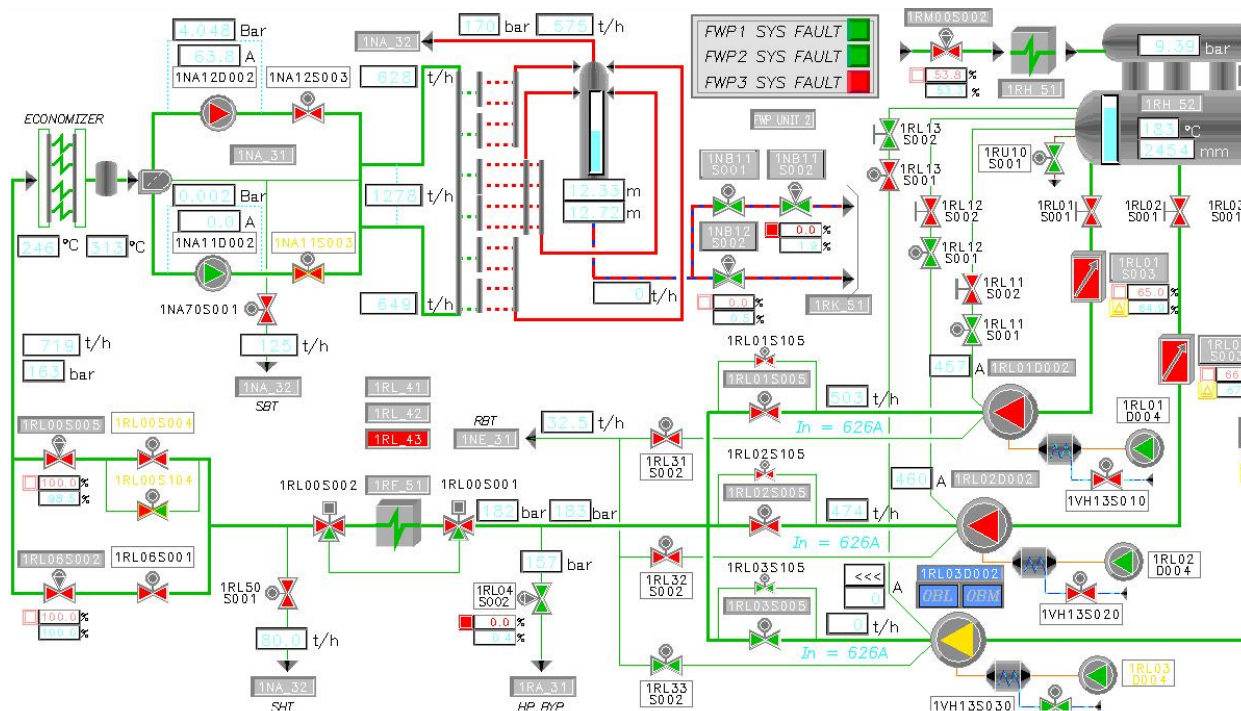 170 bar 575 t/h
1NA_32
4.048 Bar
63.8 A
1NA12D002 1NA12S003
628 t/h
FWP1 SYS FAULT
FWP2 SYS FAULT
FWP3 SYS FAULT
1RM00S002
53.8 %
53.3 %
1RH_51
9.39 bar
1RH_52
183 °C
2454 mm
ECONOMIZER
1NA_31
FWP UNIT 2
1RL13
S002
1RL13
S001
1RU10
S001
0.002 Bar
0.0 A
1NA11D002 1NA11S003
1278 t/h
246 °C 313 °C
12.33 m
12.72 m
1NB11
S001
1NB11
S002
0.0 %
1.9 %
1NB12
S002
0.0 %
0.5 %
1RK_51
1RL12
S002
1RL12
S001
1RL01
S001
1RL02
S001
1RL03
S001
1RL01
S003
65.0 %
64.9 %
1RL11
S002
1RL11
S001
0 t/h
649 t/h
1NA70S001
125 t/h
1NA_32
SBT
719 t/h
163 bar
1RL01S105
1RL01S005
503 t/h
In = 626A
457 A
1RL01D002
1RL01
D004
1VH13S010
1RL_41
1RL_42
1RL_43
RBT
1NE_31
32.5 t/h
1RL31
S002
1RL00S005 1RL00S004
100.0 %
98.5 %
1RL00S104
1RL00S002 1RF_51 1RL00S001
182 bar 183 bar
1RL02S105
1RL02S005
474 t/h
In = 626A
460 A
1RL02D002
1RL02
D004
1VH13S020
1RL06S002 1RL06S001
100.0 %
100.0 %
1RL50
S001
80.0 t/h
1NA_32
SHT
157 bar
1RL04
S002
0.0 %
0.4 %
1RA_31
HP BYP
1RL32
S002
1RL03S105
1RL03S005
<<<
0 A
0 t/h
In = 626A
1RL03D002
OBL OBM
1RL33
S002
1RL03
D004
1VH13S030